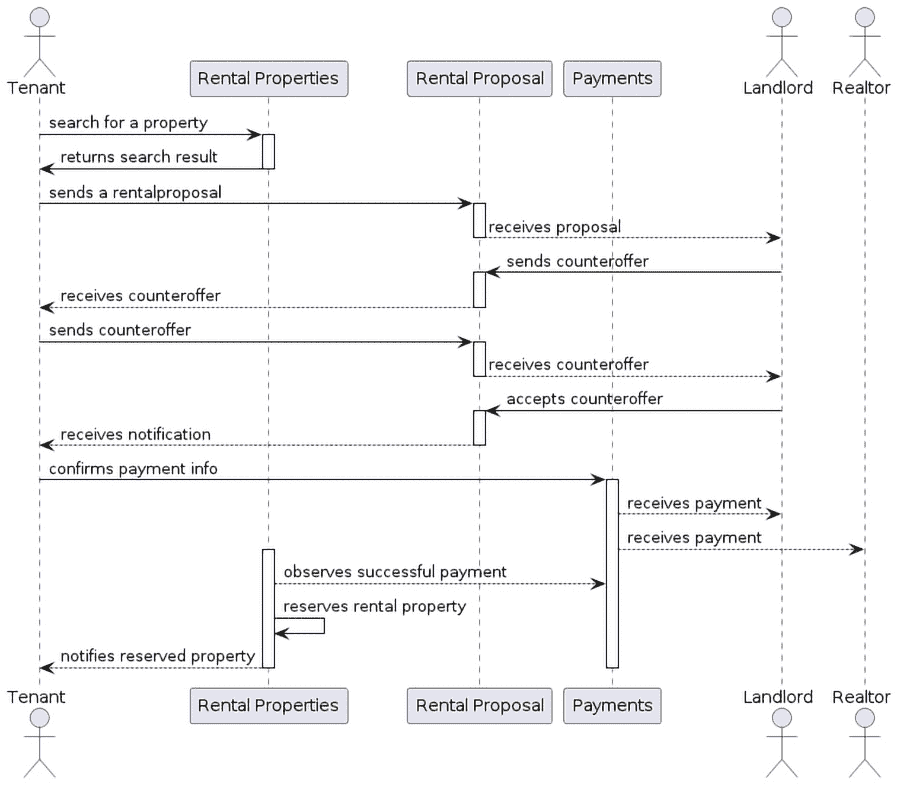 Rental Properties
Rental Proposal
Payments
Tenant
Landlord
Realtor
search for a property
returns search result
sends a rentalproposal
receives proposal
sends counteroffer
receives counteroffer
sends counteroffer
receives counteroffer
accepts counteroffer
receives notification
confirms payment info
receives payment
receives payment
observes successful payment
reserves rental property
notifies reserved property
Tenant
Landlord
Realtor
Rental Properties
Rental Proposal
Payments